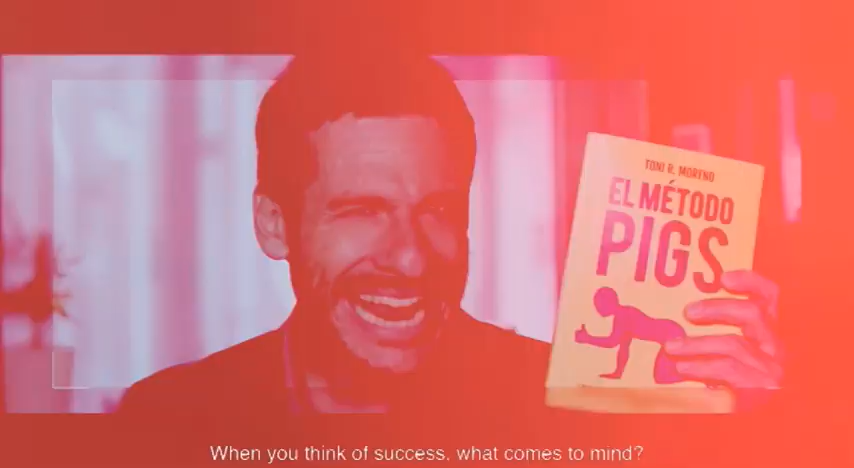 TONI B. MORENO
EL MÉTODO
PIGS
When you think of success, what comes to mind?